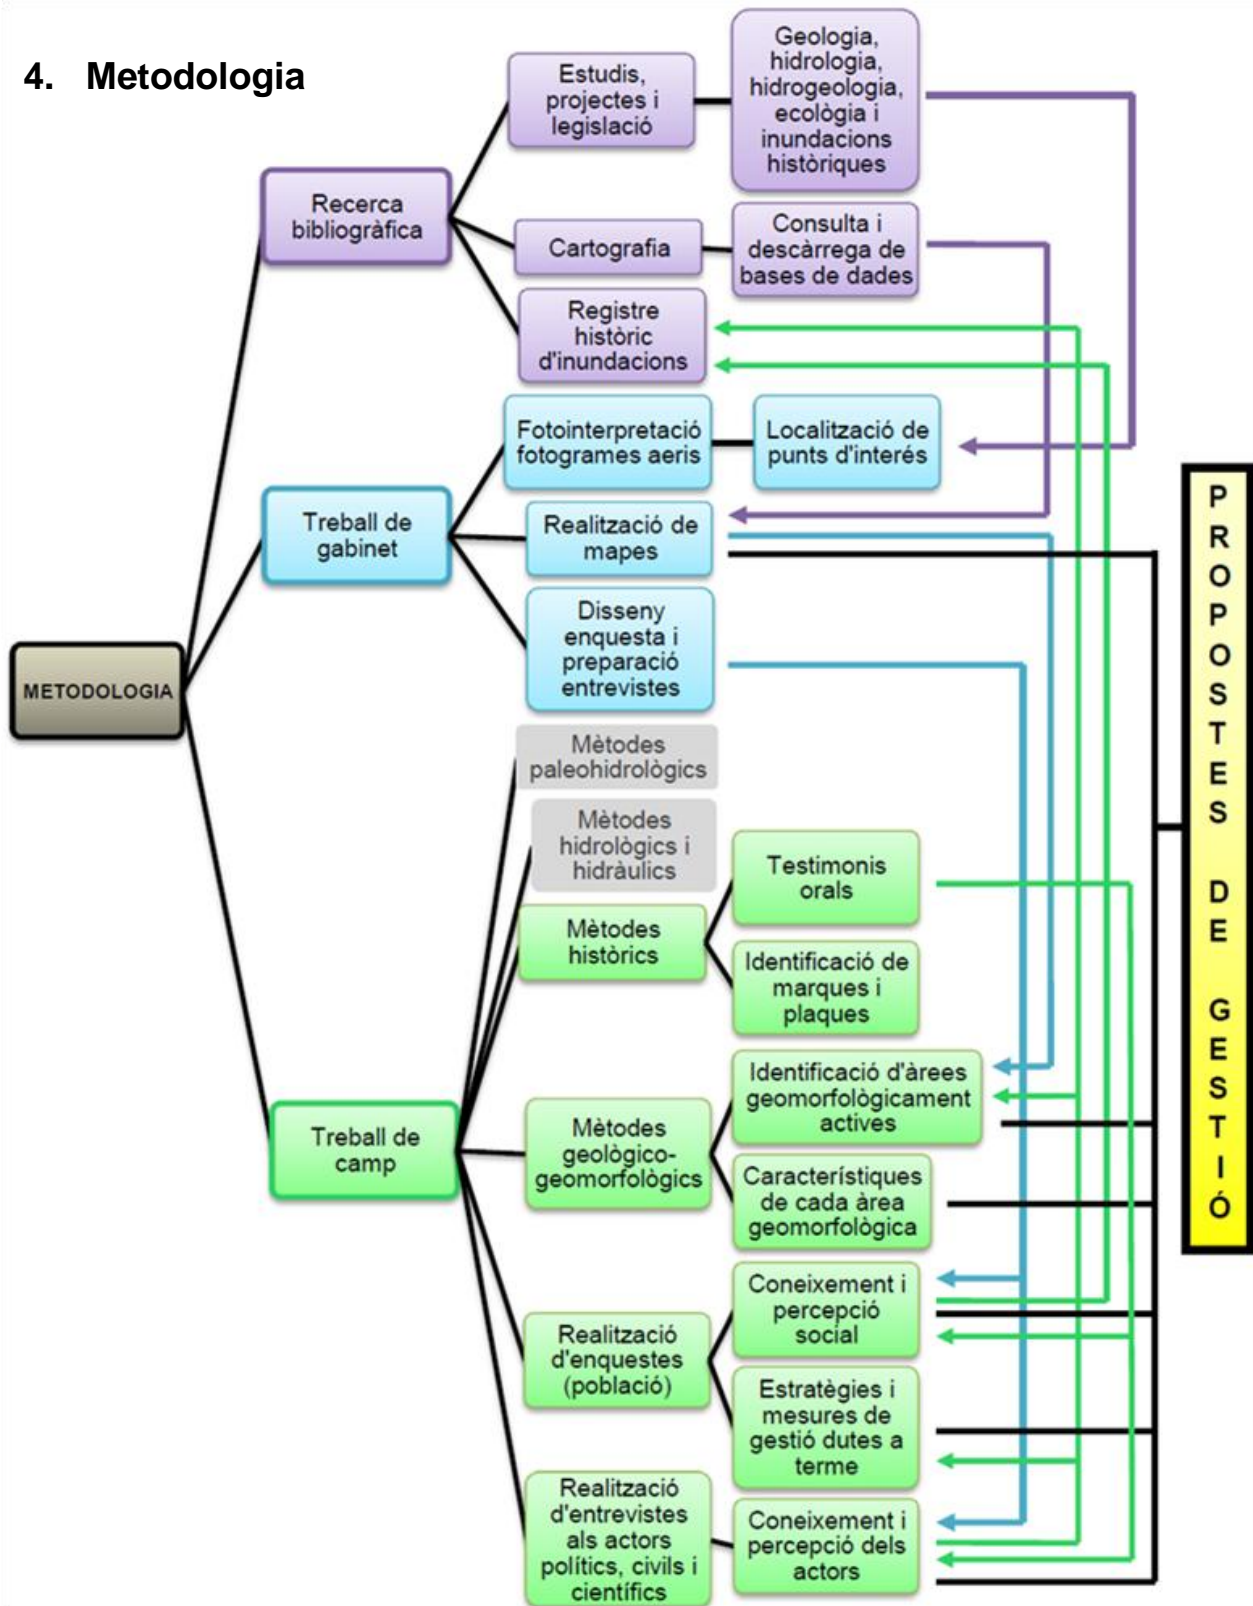 4. Metodologia
Estudis,
projectes i
legislació
Geologia,
hidrologia,
hidrogeologia,
ecològia i
inundacions
històriques
Recerca
bibliogràfica
Cartografia
Consulta i
descàrrega de
bases de dades
Registre
històric
d'inundacions
Fotointerpretació
fotogrames aeris
Localització de
punts d'interés
Treball de
gabinet
Realització de
mapes
Disseny
enquesta i
preparació
entrevistes
METODOLOGIA
Mètodes
paleohidrològics
Mètodes
hidrològics i
hidràulics
Mètodes
històrics
Testimonis
orals
Identificació de
marques i
plaques
Treball de
camp
Mètodes
geològico-
geomorfològics
Identificació d'àrees
geomorfològicament
actives
Característiques
de cada àrea
geomorfològica
Realització
d'enquestes
(població)
Coneixement i
percepció
social
Estratègies i
mesures de
gestió dutes a
terme
Realització
d'entrevistes
als actors
polítics, civils i
científics
Coneixement i
percepció dels
actors
PROPOSTES DE GESTIÓ